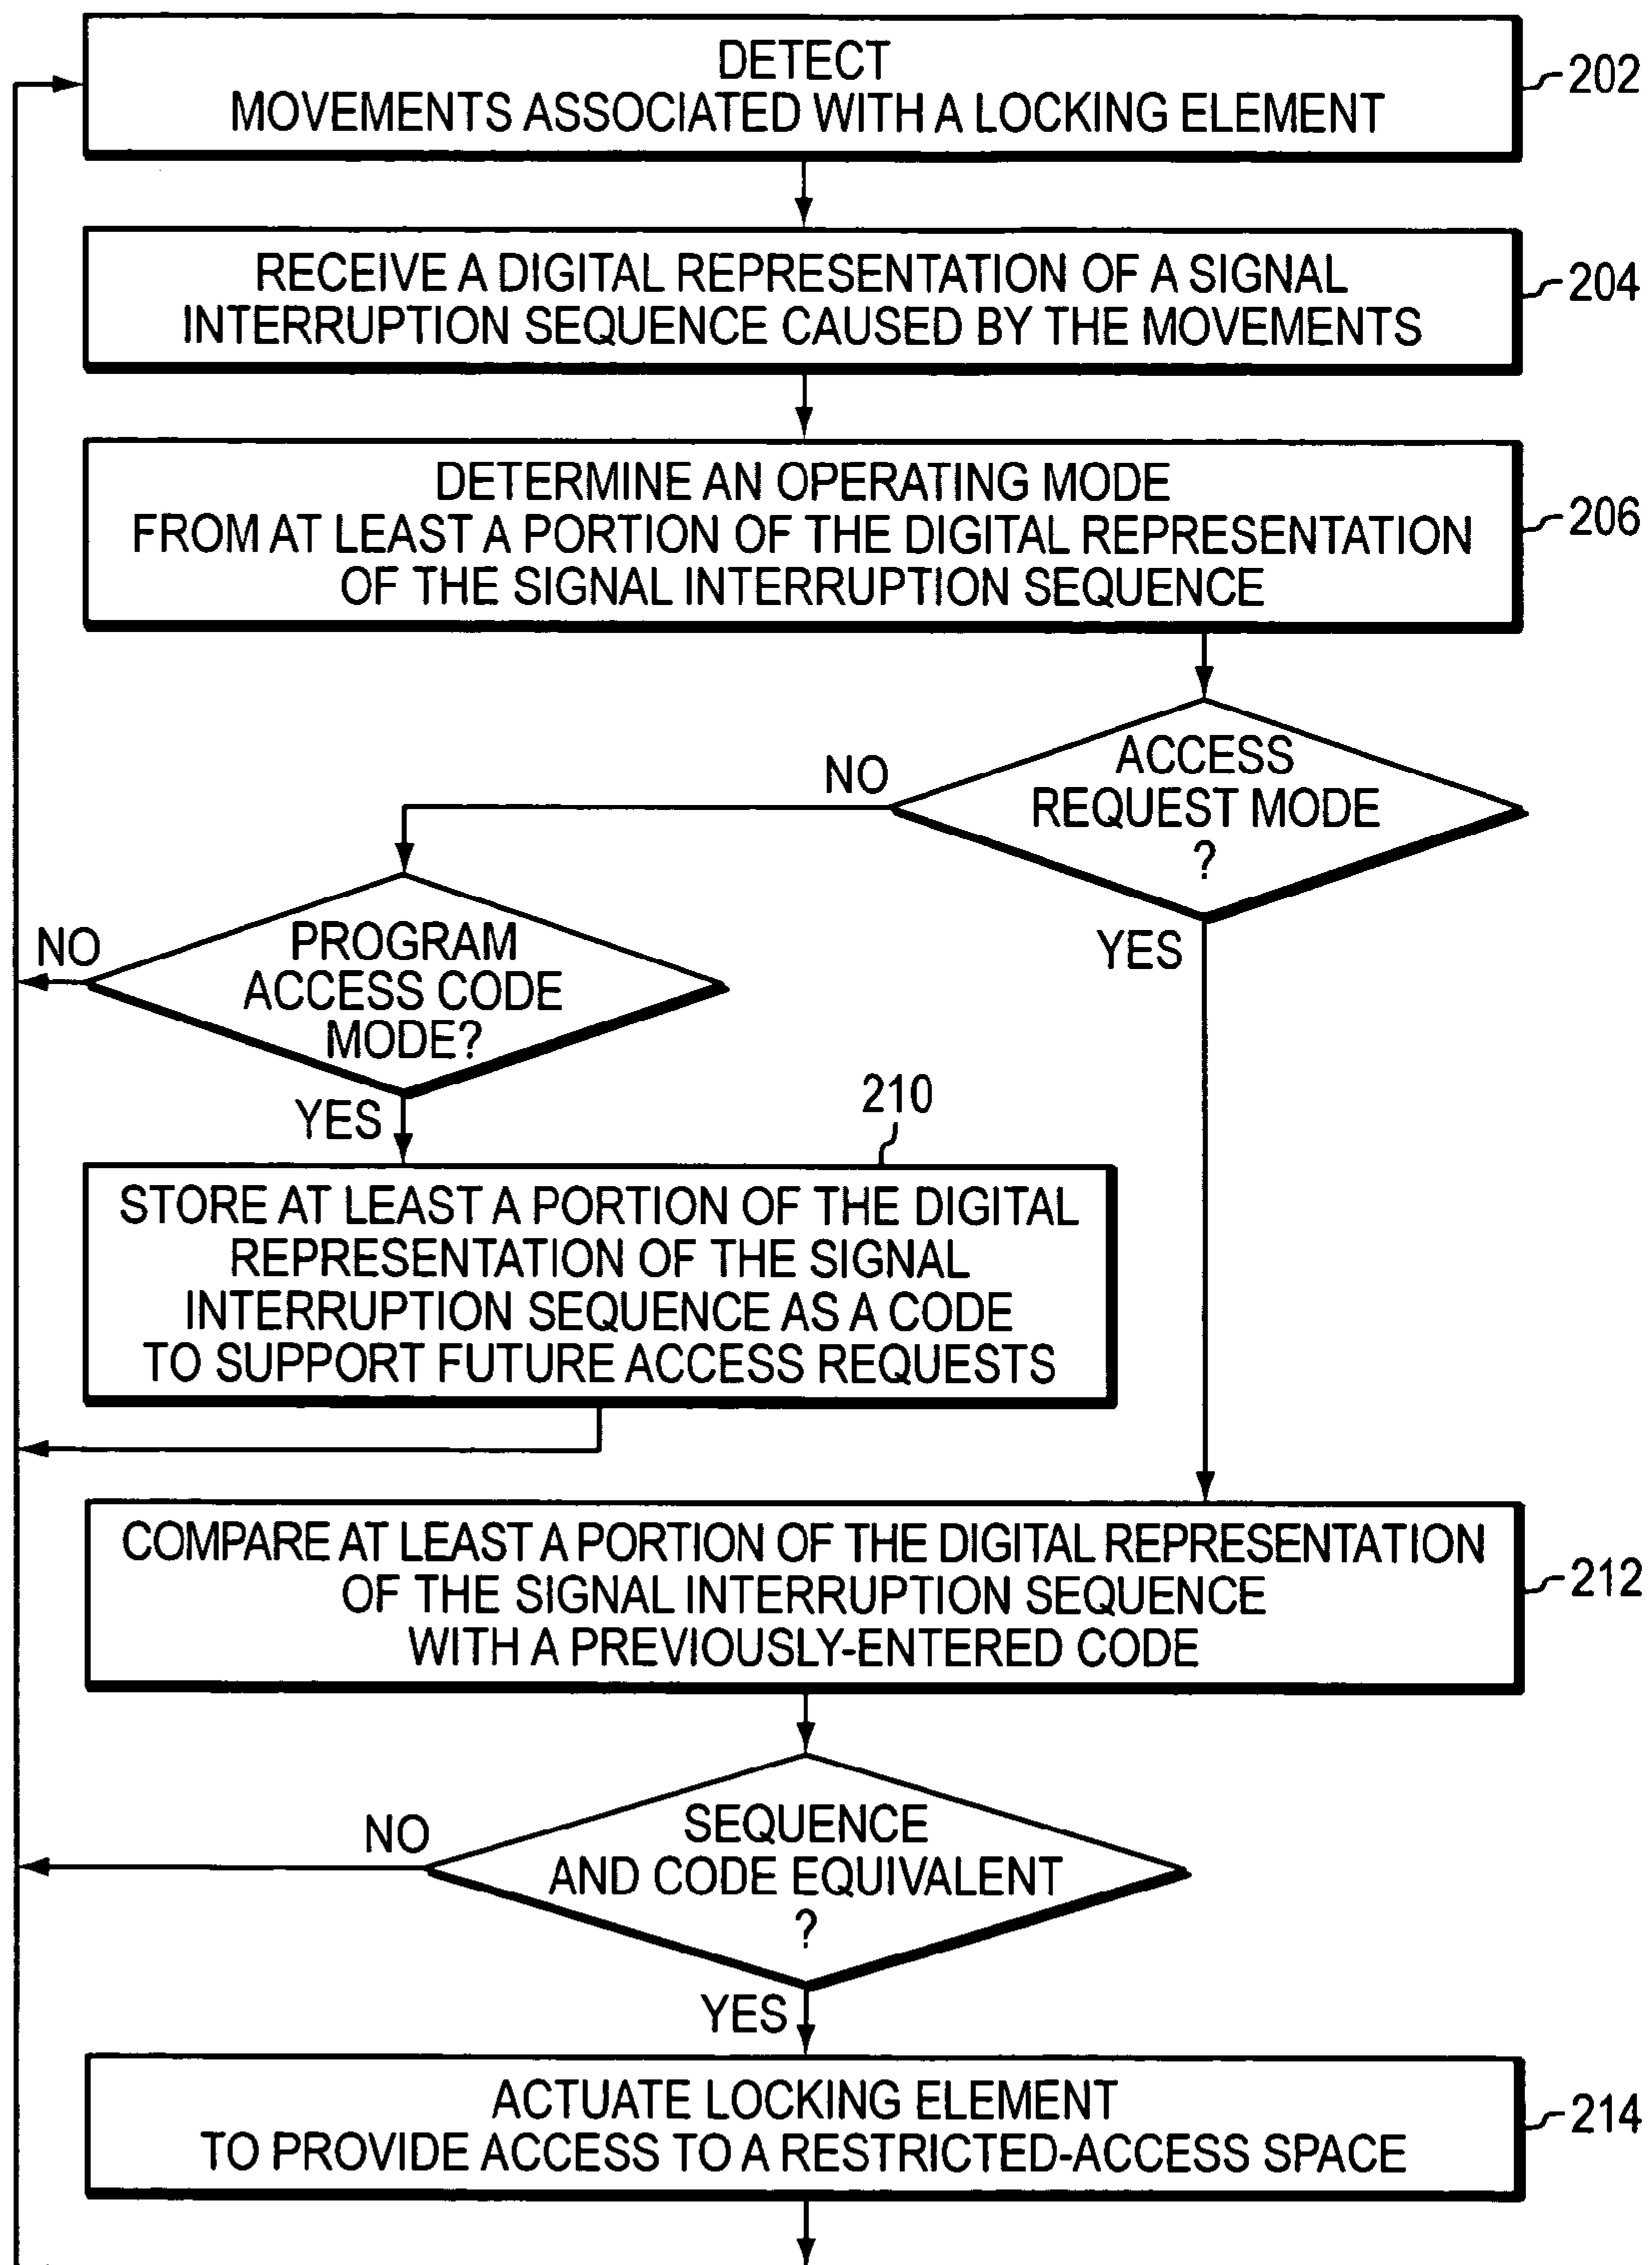 DETECT
MOVEMENTS ASSOCIATED WITH A LOCKING ELEMENT
202
RECEIVE A DIGITAL REPRESENTATION OF A SIGNAL
INTERRUPTION SEQUENCE CAUSED BY THE MOVEMENTS
204
DETERMINE AN OPERATING MODE
FROM AT LEAST A PORTION OF THE DIGITAL REPRESENTATION
OF THE SIGNAL INTERRUPTION SEQUENCE
206
ACCESS
REQUEST MODE
?
NO
YES
PROGRAM
ACCESS CODE
MODE?
NO
YES
210
STORE AT LEAST A PORTION OF THE DIGITAL
REPRESENTATION OF THE SIGNAL
INTERRUPTION SEQUENCE AS A CODE
TO SUPPORT FUTURE ACCESS REQUESTS
COMPARE AT LEAST A PORTION OF THE DIGITAL REPRESENTATION
OF THE SIGNAL INTERRUPTION SEQUENCE
WITH A PREVIOUSLY-ENTERED CODE
212
SEQUENCE
AND CODE EQUIVALENT
?
NO
YES
ACTUATE LOCKING ELEMENT
TO PROVIDE ACCESS TO A RESTRICTED-ACCESS SPACE
214